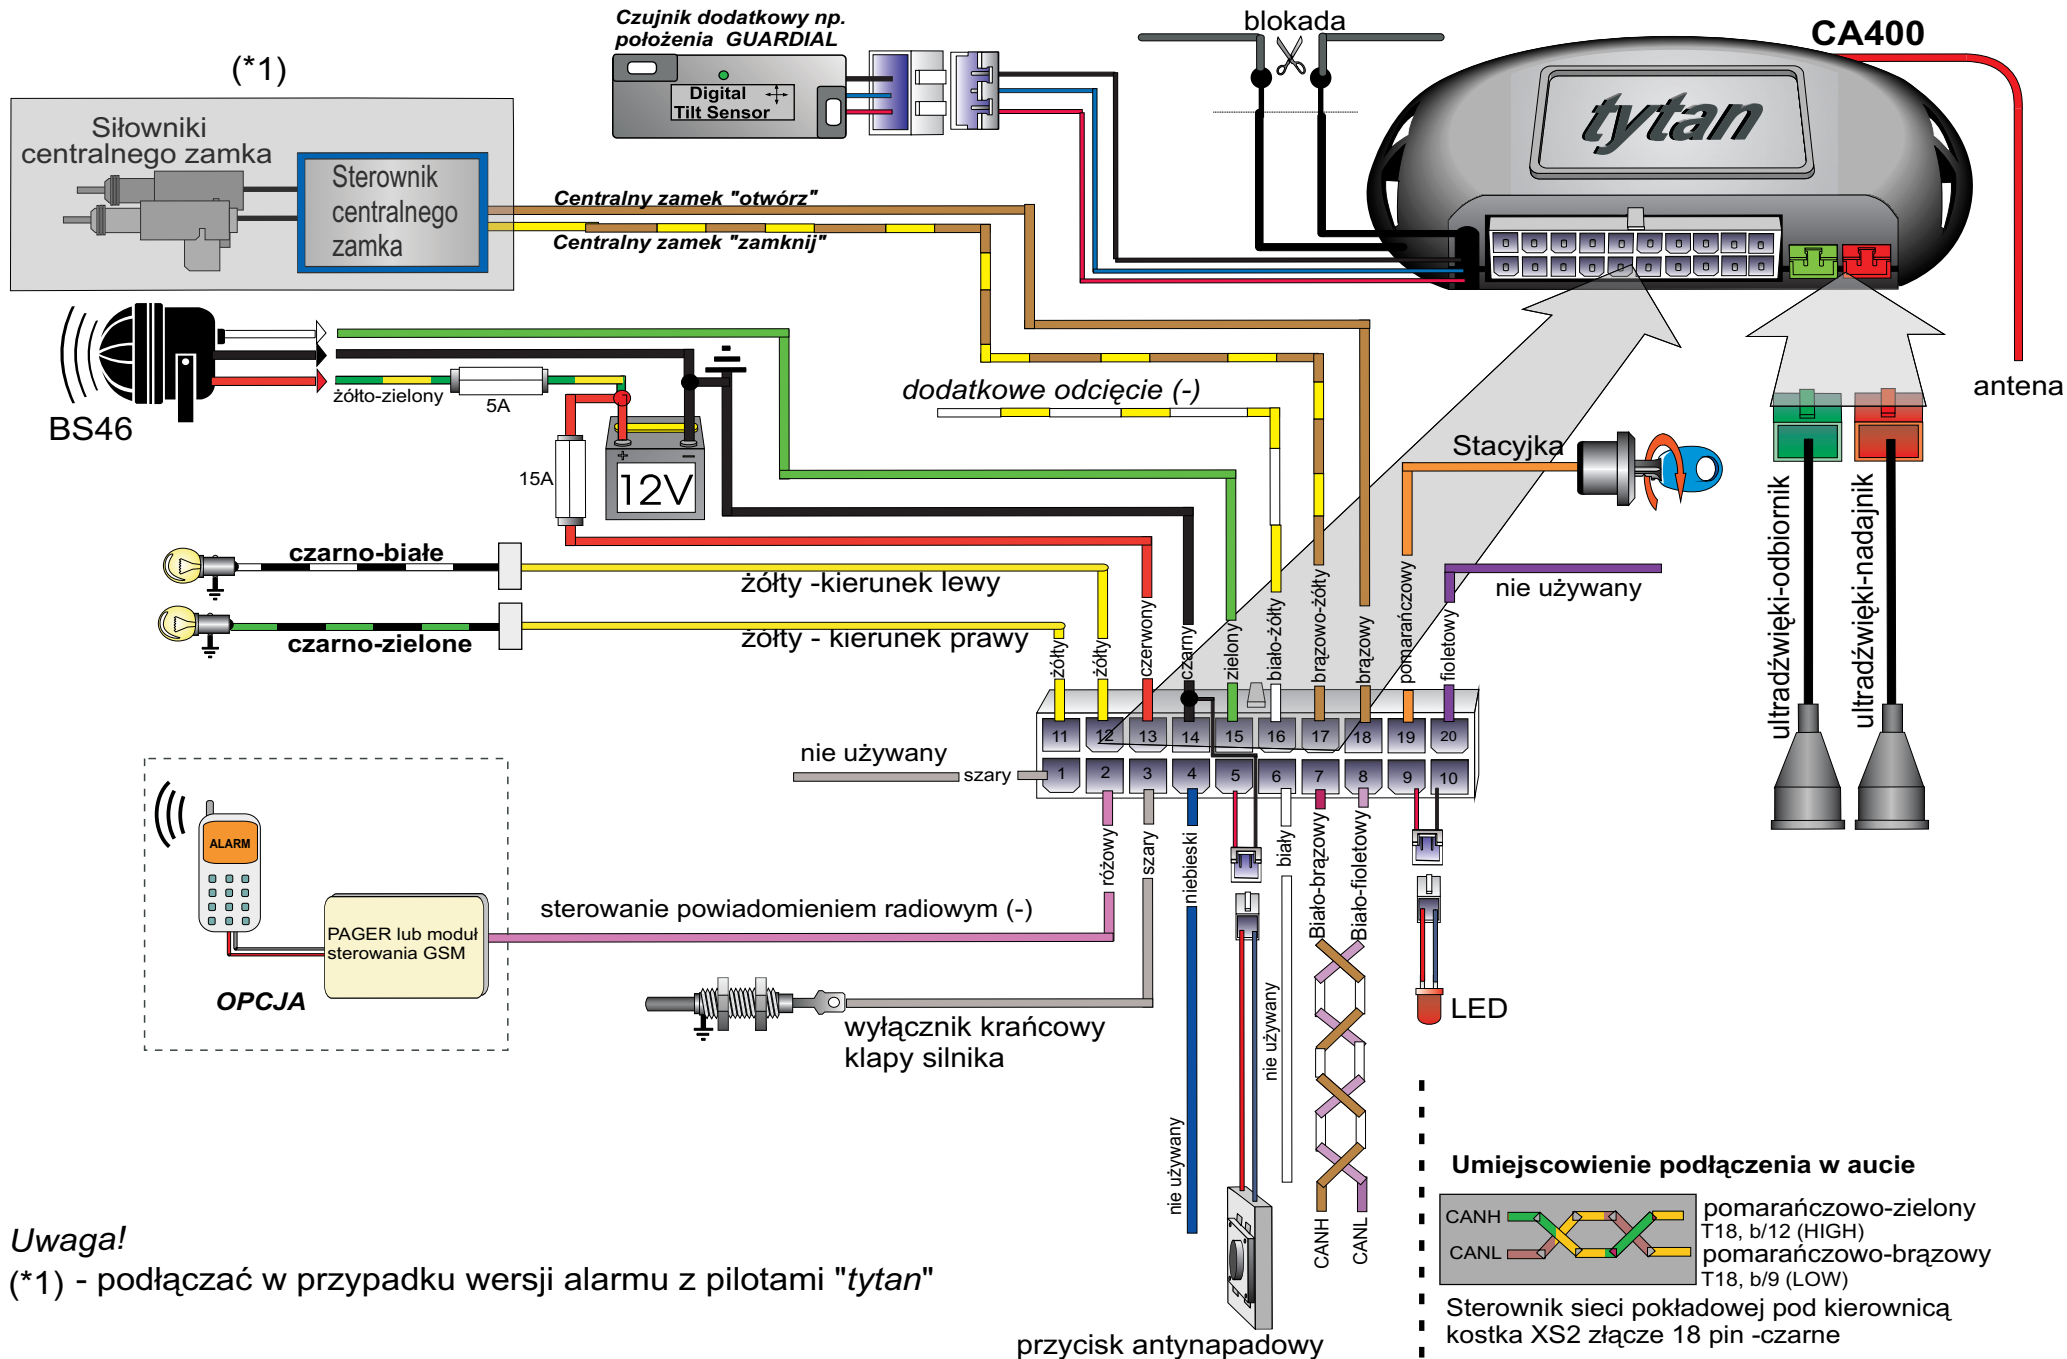 Czujnik dodatkowy np.
położenia GUARDIAL
blokada
CA400
(*1)
Digital
Tilt Sensor
tytan
Siłowniki
centralnego zamka
Sterownik
centralnego
zamka
Centralny zamek "otwórz"
Centralny zamek "zamknij"
antena
BS46
żółto-zielony
5A
dodatkowe odcięcie (-)
Stacyjka
15A
+
–
12V
czarno-białe
żółty -kierunek lewy
nie używany
czarno-zielone
żółty - kierunek prawy
żółty
żółty
czerwony
czarny
zielony
biało-żółty
brązowo-żółty
brązowy
pomarańczowy
fioletowy
ultradźwięki-odbiornik
ultradźwięki-nadajnik
11 12 13 14 15 16 17 18 19 20
nie używany
szary
1 2 3 4 5 6 7 8 9 10
różowy
szary
niebieski
biały
Biało-brązowy
Biało-fioletowy
ALARM
PAGER lub moduł
sterowania GSM
OPCJA
sterowanie powiadomieniem radiowym (-)
wyłącznik krańcowy
klapy silnika
nie używany
nie używany
LED
CANH
CANL
przycisk antynapadowy
Umiejscowienie podłączenia w aucie
CANH
CANL
pomarańczowo-zielony
T18, b/12 (HIGH)
pomarańczowo-brązowy
T18, b/9 (LOW)
Sterownik sieci pokładowej pod kierownicą
kostka XS2 złącze 18 pin -czarne
Uwaga!
(*1) - podłączać w przypadku wersji alarmu z pilotami "tytan"